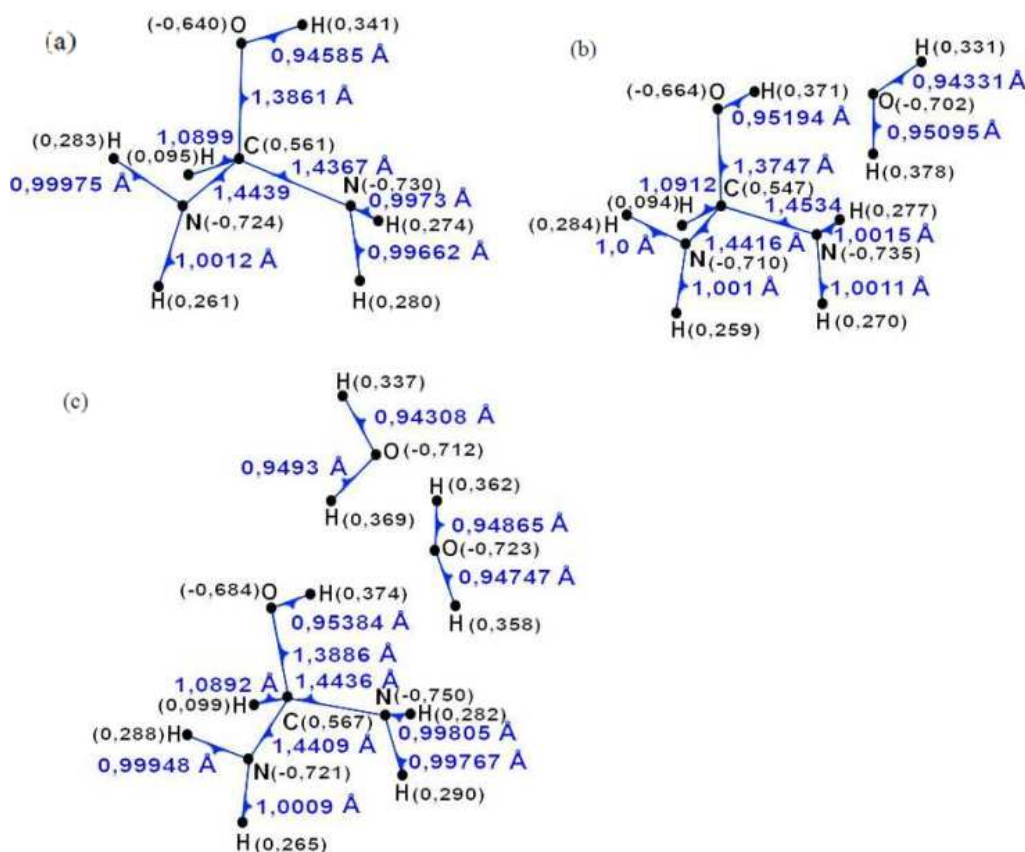 (a)
(-0,640) O
H (0,341)
0,94585 Å
1,3861 Å
(0,283) H
1,0899
C (0,561)
(0,095) H
1,4367 Å
0,99975 Å
1,4439
N (-0,730)
0,9973 Å
N (-0,724)
H (0,274)
0,99662 Å
1,0012 Å
H (0,261)
H (0,280)
(b)
H (0,331)
0,94331 Å
(-0,664) O
H (0,371)
O (-0,702)
0,95194 Å
0,95095 Å
H (0,378)
1,3747 Å
1,0912
C (0,547)
(0,094) H
1,4534
H (0,277)
(0,284) H
1,0015 Å
1,0 Å
1,4416 Å
N (-0,710)
N (-0,735)
1,001 Å
1,0011 Å
H (0,259)
H (0,270)
(c)
H (0,337)
0,94308 Å
O (-0,712)
0,9493 Å
H (0,362)
H (0,369)
0,94865 Å
O (-0,723)
0,94747 Å
(-0,684) O
H (0,374)
0,95384 Å
H (0,358)
1,3886 Å
1,4436 Å
1,0892 Å
N (-0,750)
(0,099) H
H (0,282)
C (0,567)
0,99805 Å
(0,288) H
1,4409 Å
0,99767 Å
0,99948 Å
N (-0,721)
H (0,290)
1,0009 Å
H (0,265)